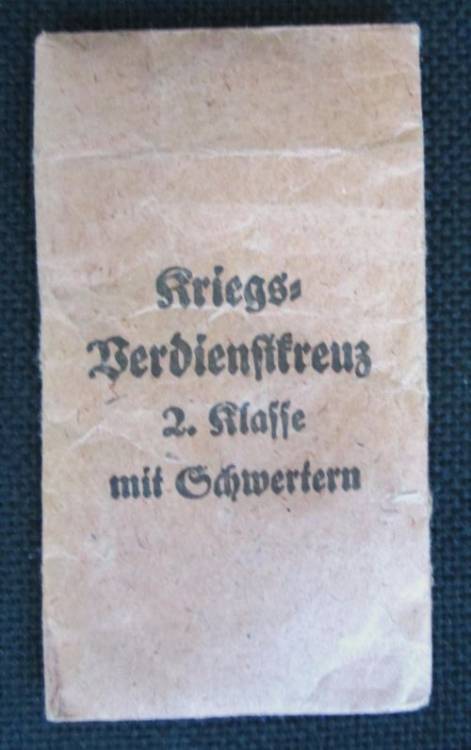 Kriegs-
Verdienstkreuz
2. Klasse
mit Schwertern